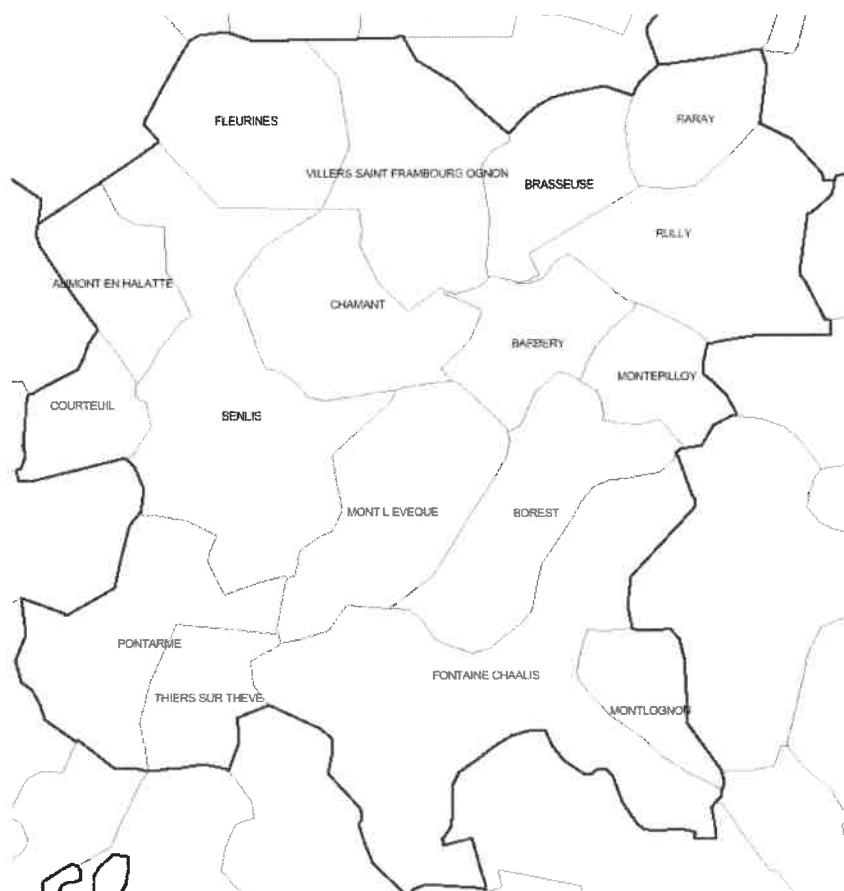 FLEURINES
RARAY
VILLERS SAINT FRAMBOURG OGNON
BRASSEUSE
RULLY
AUMONT EN HALATTE
CHAMANT
BARBERY
MONTEPILLOY
COURTEUIL
SENLIS
MONT L EVEQUE
BOREST
PONTARME
FONTAINE CHAALIS
THIERS SUR THEVE
MONTLOGNON